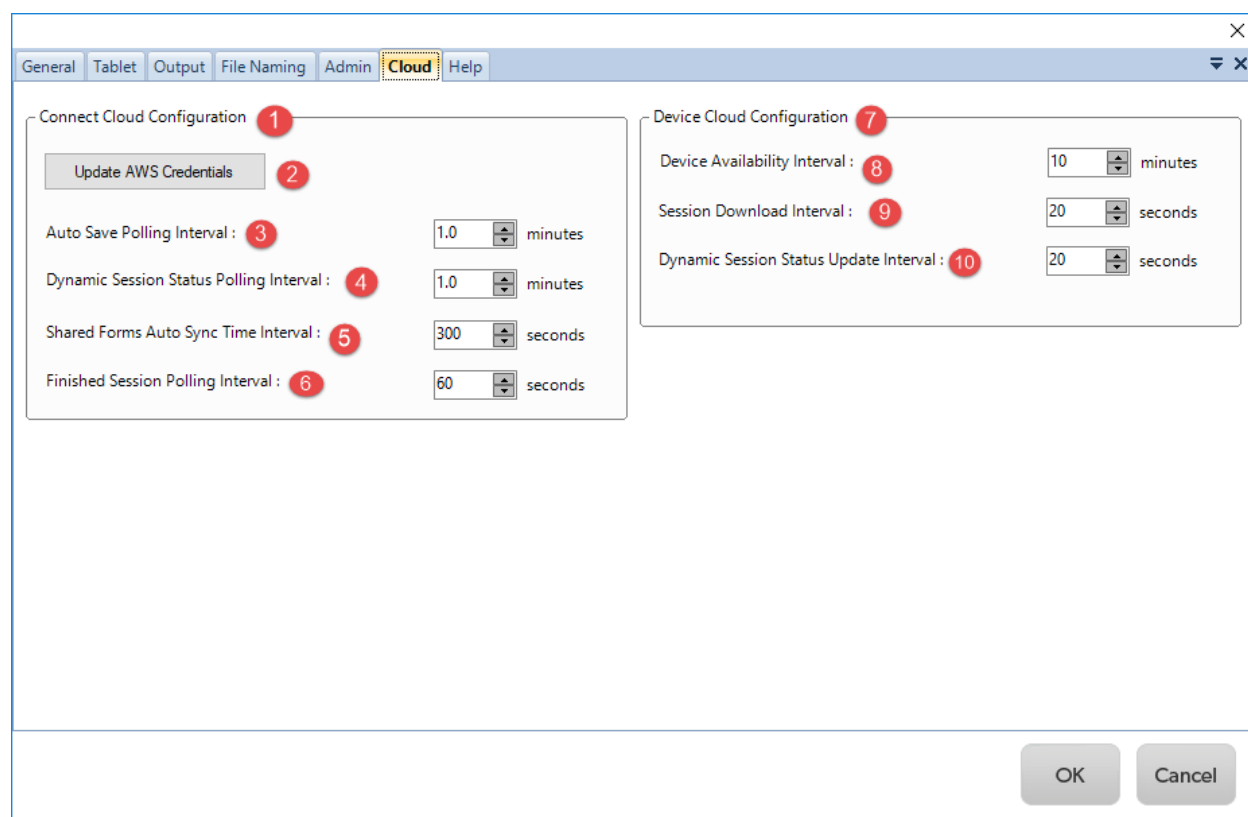 General Tablet Output File Naming Admin Cloud Help
Connect Cloud Configuration 1
Update AWS Credentials 2
Auto Save Polling Interval : 3 1.0 minutes
Dynamic Session Status Polling Interval : 4 1.0 minutes
Shared Forms Auto Sync Time Interval : 5 300 seconds
Finished Session Polling Interval : 6 60 seconds
Device Cloud Configuration 7
Device Availability Interval : 8 10 minutes
Session Download Interval : 9 20 seconds
Dynamic Session Status Update Interval : 10 20 seconds
OK Cancel